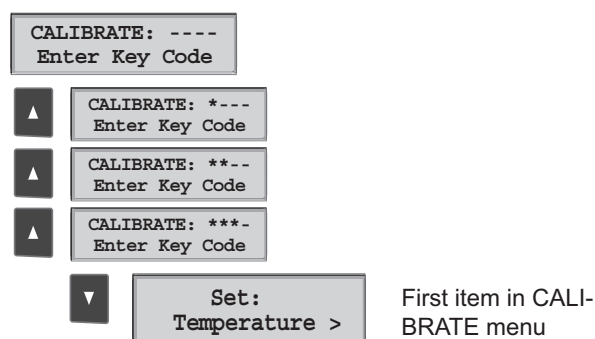 CALIBRATE: ----
Enter Key Code
CALIBRATE: *---
Enter Key Code
CALIBRATE: **--
Enter Key Code
CALIBRATE: ***-
Enter Key Code
Set:
Temperature >
First item in CALI-
BRATE menu